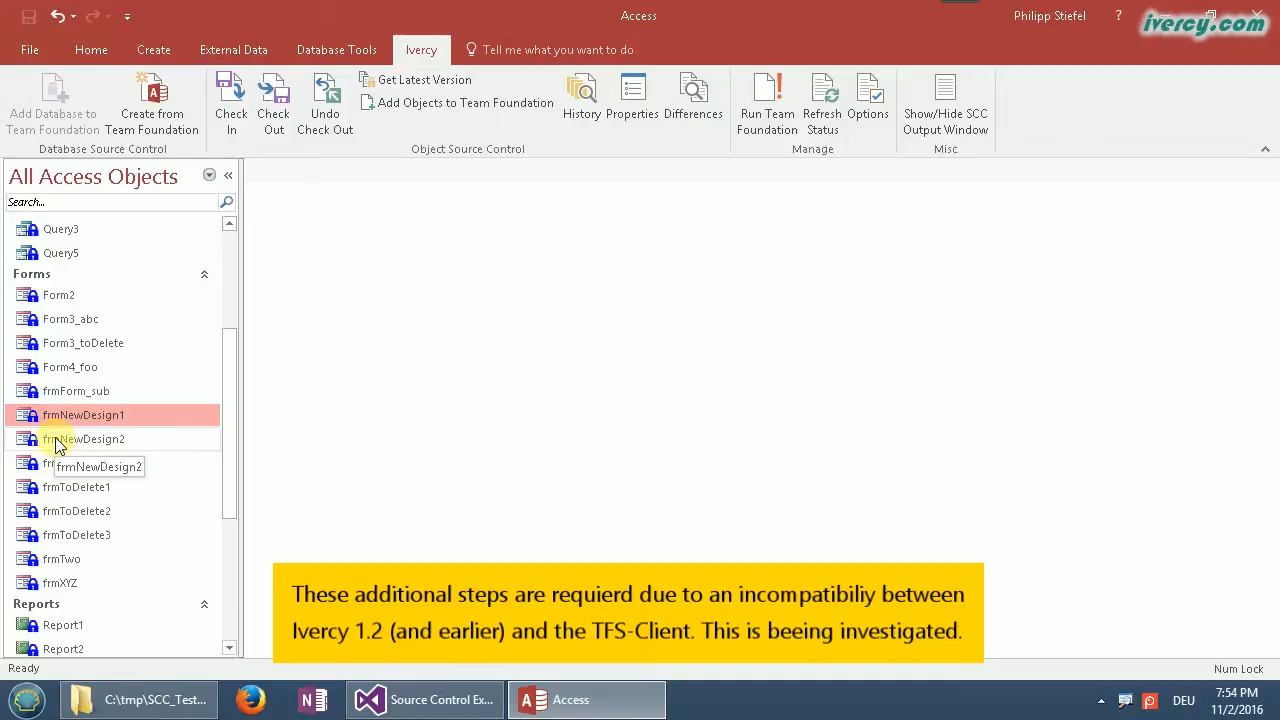 Access
Philipp Stiefel
?
ivercy.com
File
Home
Create
External Data
Database Tools
Ivercy
Tell me what you want to do
Add Database to
Team Foundation
Create from
Team Foundation
Database Source Control
Check
In
Check
Out
Undo
Check Out
Get Latest Version
Add Objects to Team Foundation
History
Properties
Differences
Object Source Control
Run Team
Foundation
Refresh
Status
Options
Manage
Show/Hide SCC
Output Window
Misc
All Access Objects
Search...
Query3
Query5
Forms
Form2
Form3_abc
Form3_toDelete
Form4_foo
frmForm_sub
frmNewDesign1
frmNewDesign2
frmNewDesign2
frmToDelete1
frmToDelete2
frmToDelete3
frmTwo
frmXYZ
Reports
Report1
Report2
These additional steps are requierd due to an incompatibiliy between
Ivercy 1.2 (and earlier) and the TFS-Client. This is beeing investigated.
Ready
Num Lock
C:\tmp\SCC_Test...
Source Control Ex...
Access
DEU
7:54 PM
11/2/2016